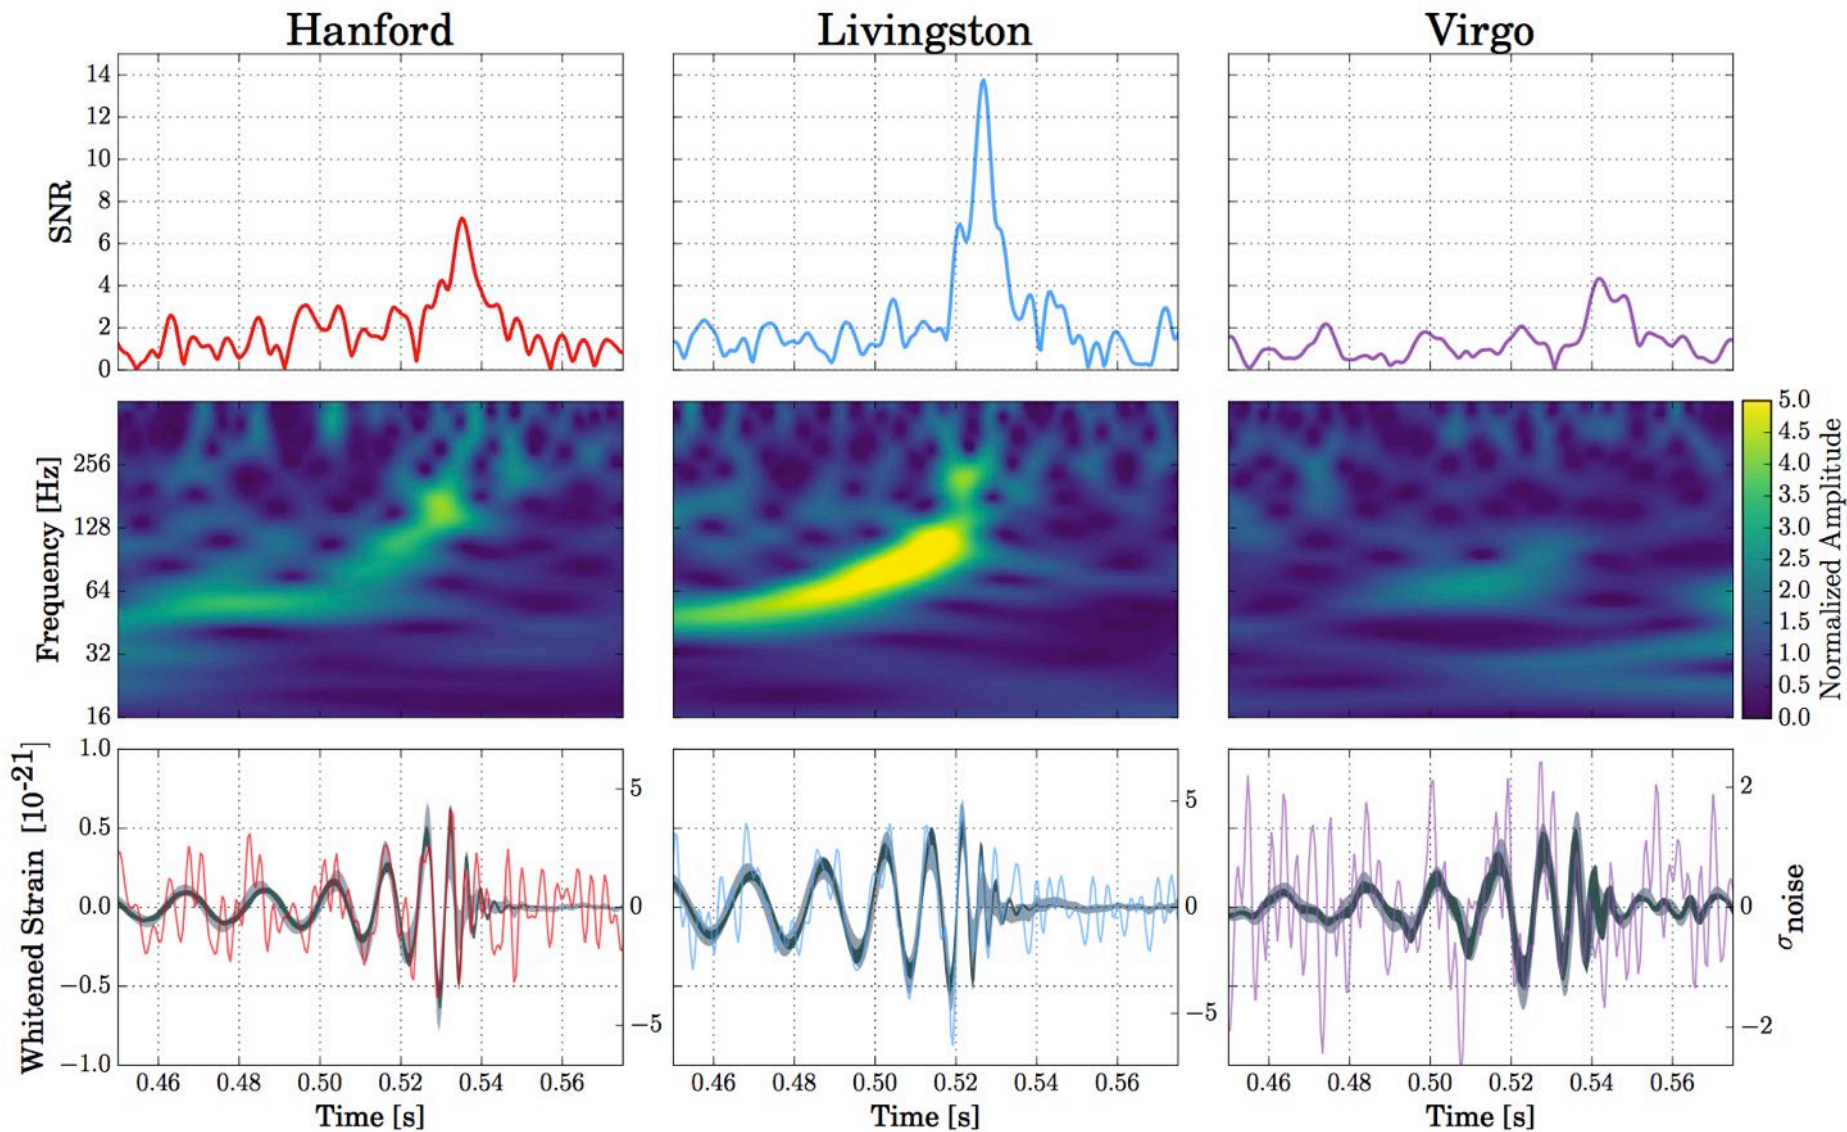 Hanford
Livingston
Virgo
SNR
14
12
10
8
6
4
2
0
Frequency [Hz]
256
128
64
32
16
5.0
4.5
4.0
3.5
3.0
2.5
2.0
1.5
1.0
0.5
0.0
Normalized Amplitude
Whitened Strain [10-21]
1.0
0.5
0.0
−0.5
−1.0
5
0
−5
5
0
−5
2
0
−2
σnoise
0.46 0.48 0.50 0.52 0.54 0.56
0.46 0.48 0.50 0.52 0.54 0.56
0.46 0.48 0.50 0.52 0.54 0.56
Time [s]
Time [s]
Time [s]